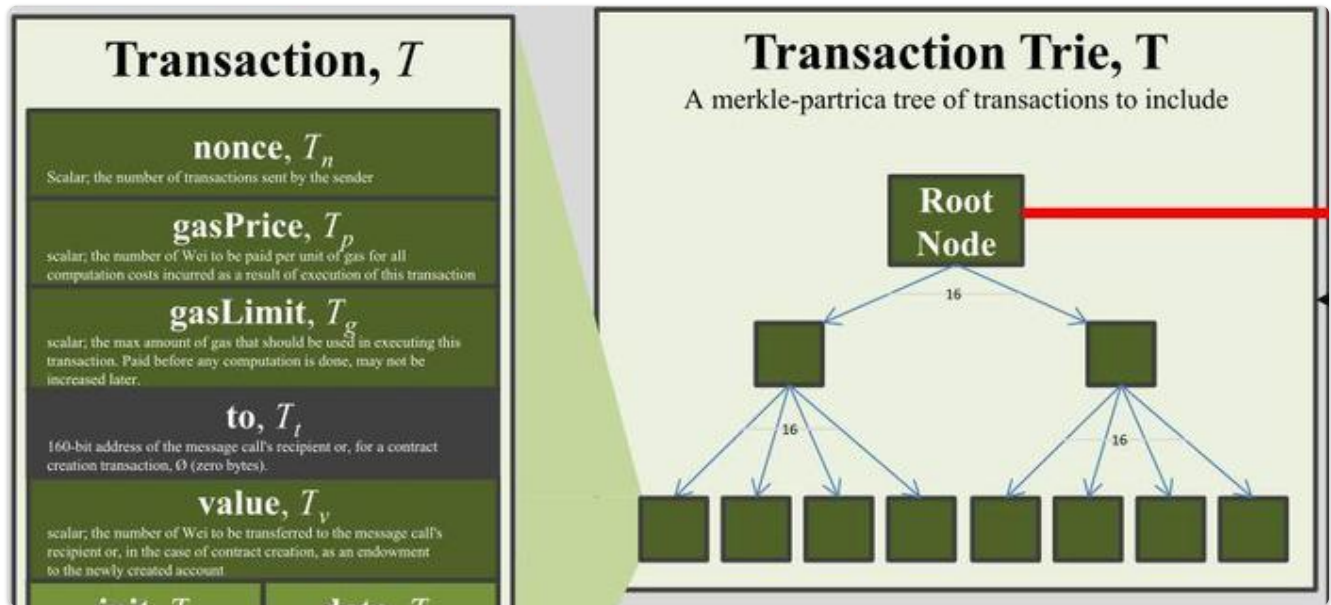 Transaction, T
nonce, Tn
Scalar; the number of transactions sent by the sender
gasPrice, Tp
scalar; the number of Wei to be paid per unit of gas for all
computation costs incurred as a result of execution of this transaction
gasLimit, Tg
scalar; the max amount of gas that should be used in executing this
transaction. Paid before any computation is done, may not be
increased later.
to, Tt
160-bit address of the message call's recipient or, for a contract
creation transaction, Ø (zero bytes).
value, Tv
scalar; the number of Wei to be transferred to the message call's
recipient or, in the case of contract creation, as an endowment
to the newly created account
Transaction Trie, T
A merkle-partrica tree of transactions to include
Root
Node
16
16
16